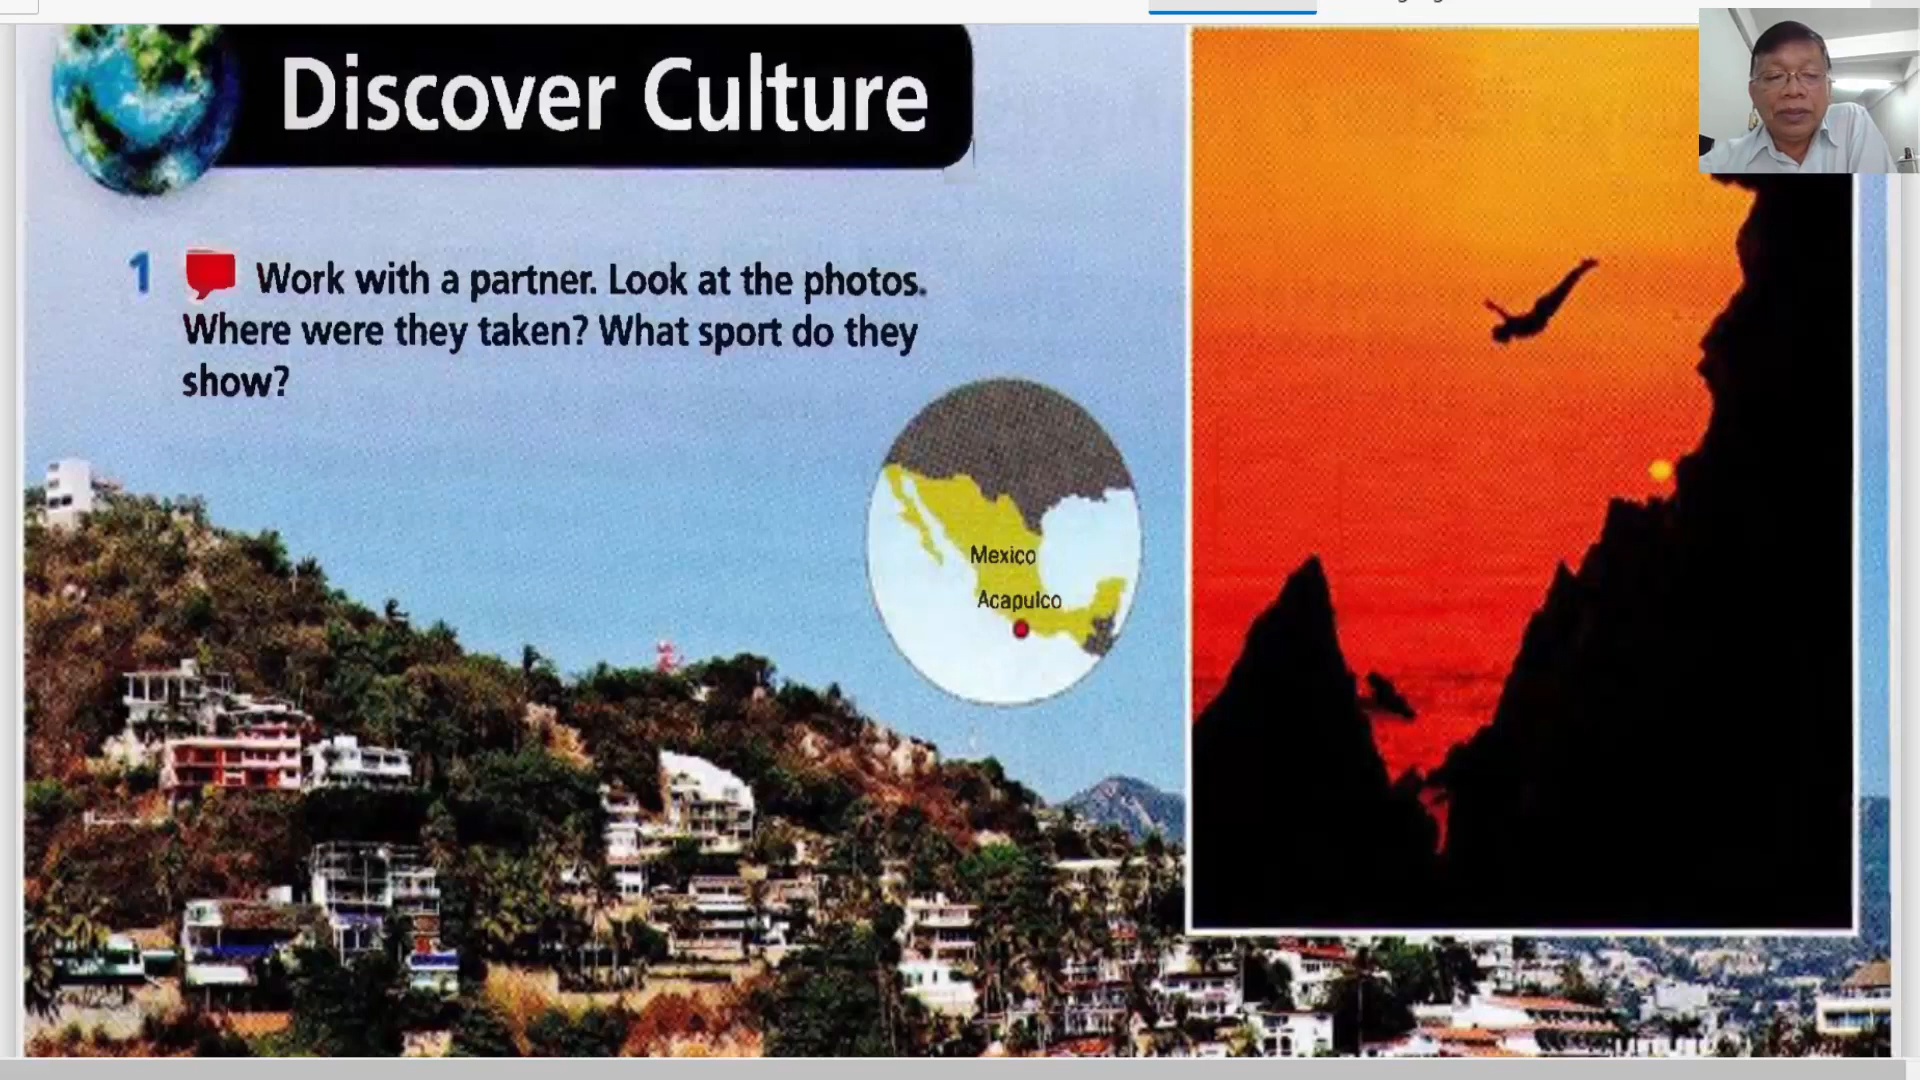 Discover Culture
1 Work with a partner. Look at the photos.
Where were they taken? What sport do they
show?
Mexico
Acapulco